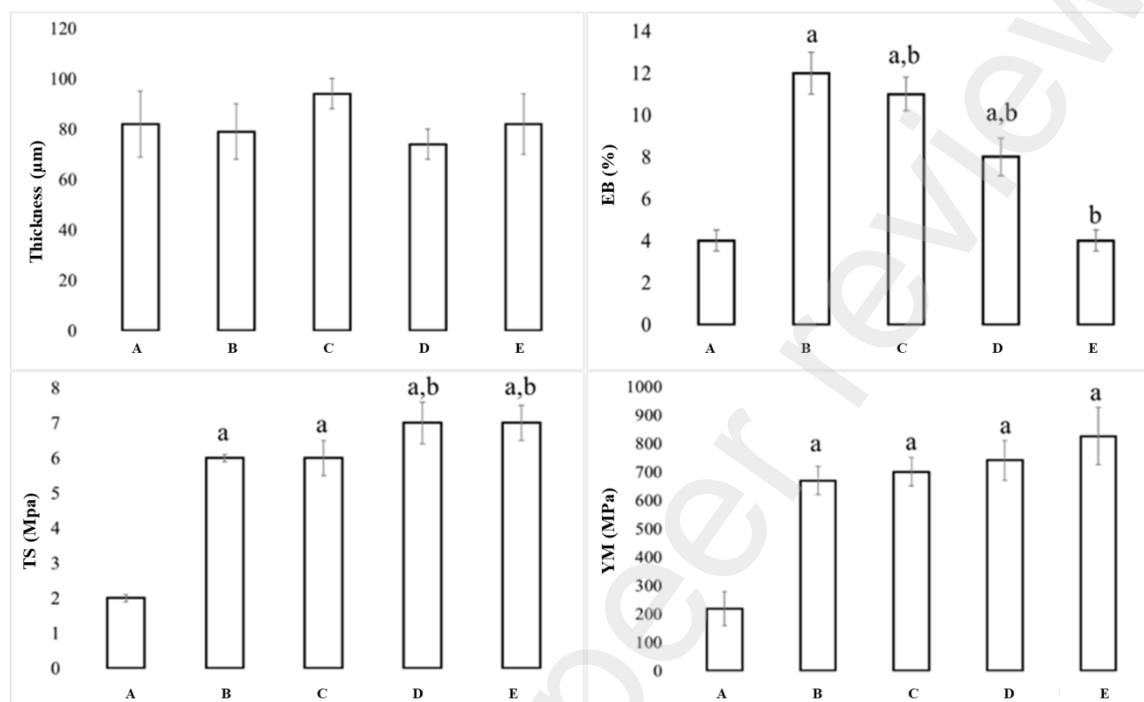 Thickness (µm)
120
100
80
60
40
20
0
A B C D E
EB (%)
14
12
10
8
6
4
2
0
a
a,b
a,b
b
A B C D E
TS (Mpa)
8
7
6
5
4
3
2
1
0
a
a
a,b
a,b
A B C D E
YM (MPa)
1000
900
800
700
600
500
400
300
200
100
0
a
a
a
a
A B C D E
peer review